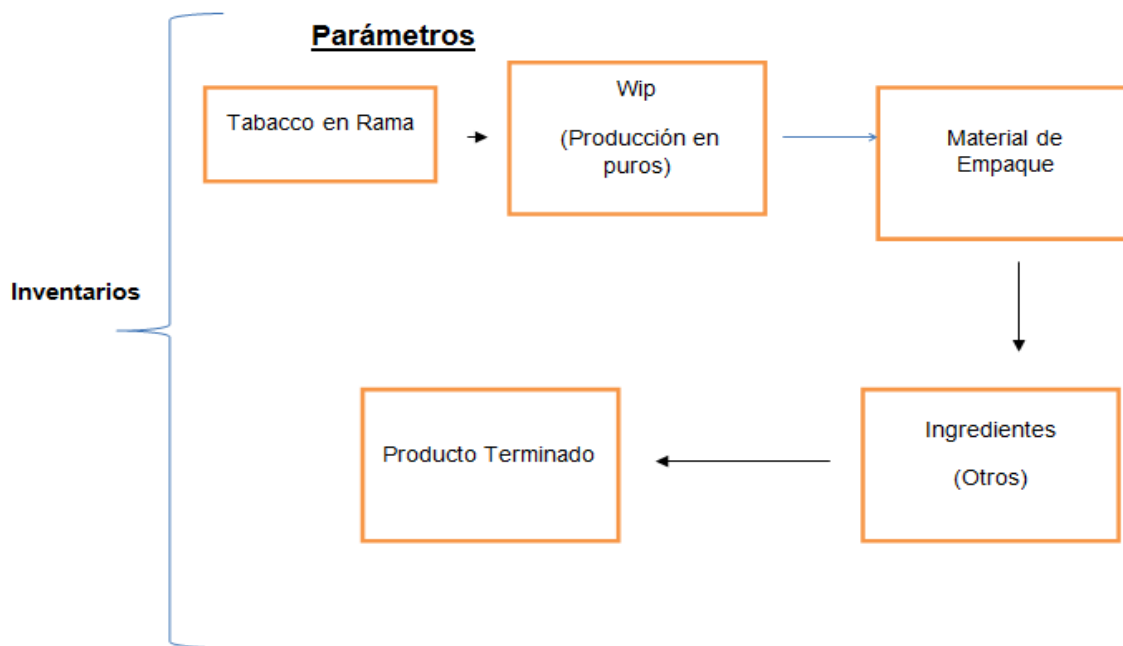 Parámetros
Tabacco en Rama
Wip
(Producción en
puros)
Material de
Empaque
Inventarios
Ingredientes
(Otros)
Producto Terminado